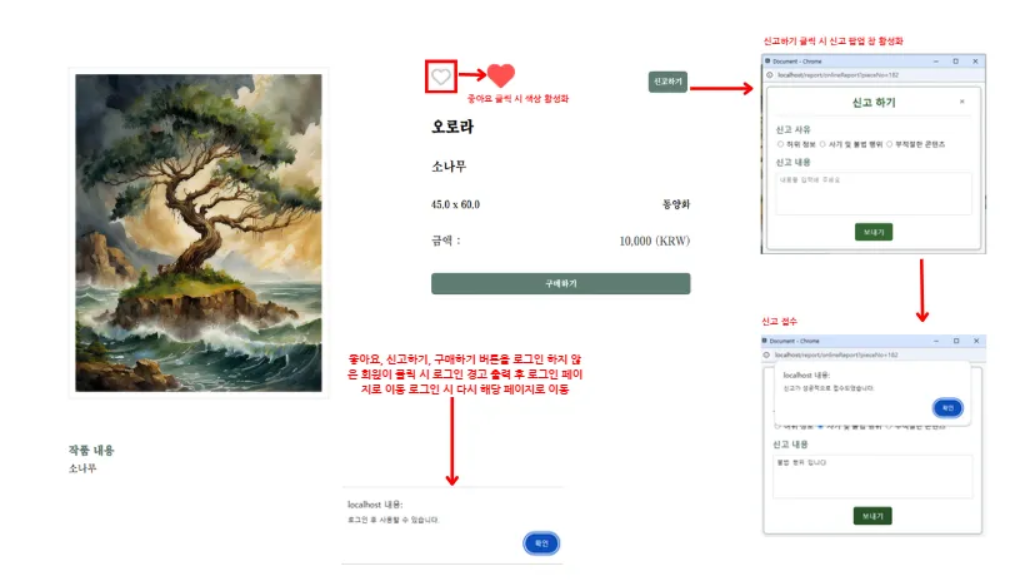 신고하기 클릭 시 신고 팝업 창 활성화
Document - Chrome
localhost/report/onlineReport?pieceNo=162
신고 하기
×
신고 사유
허위 정보 사기 및 불법 행위 부적절한 콘텐츠
신고 내용
내용을 입력해 주세요
보내기
좋아요 클릭 시 색상 활성화
신고하기
오로라
소나무
45.0 x 60.0
동양화
금액 :
10,000 (KRW)
구매하기
신고 접수
Document - Chrome
localhost/report/onlineReport?pieceNo=162
localhost 내용:
신고가 성공적으로 접수되었습니다.
확인
허위 정보 사기 및 불법 행위 부적절한 콘텐츠
신고 내용
불법 행위 입니다
보내기
좋아요, 신고하기, 구매하기 버튼을 로그인 하지 않
은 회원이 클릭 시 로그인 경고 출력 후 로그인 페이
지로 이동 로그인 시 다시 해당 페이지로 이동
작품 내용
소나무
localhost 내용:
로그인 후 사용할 수 있습니다.
확인